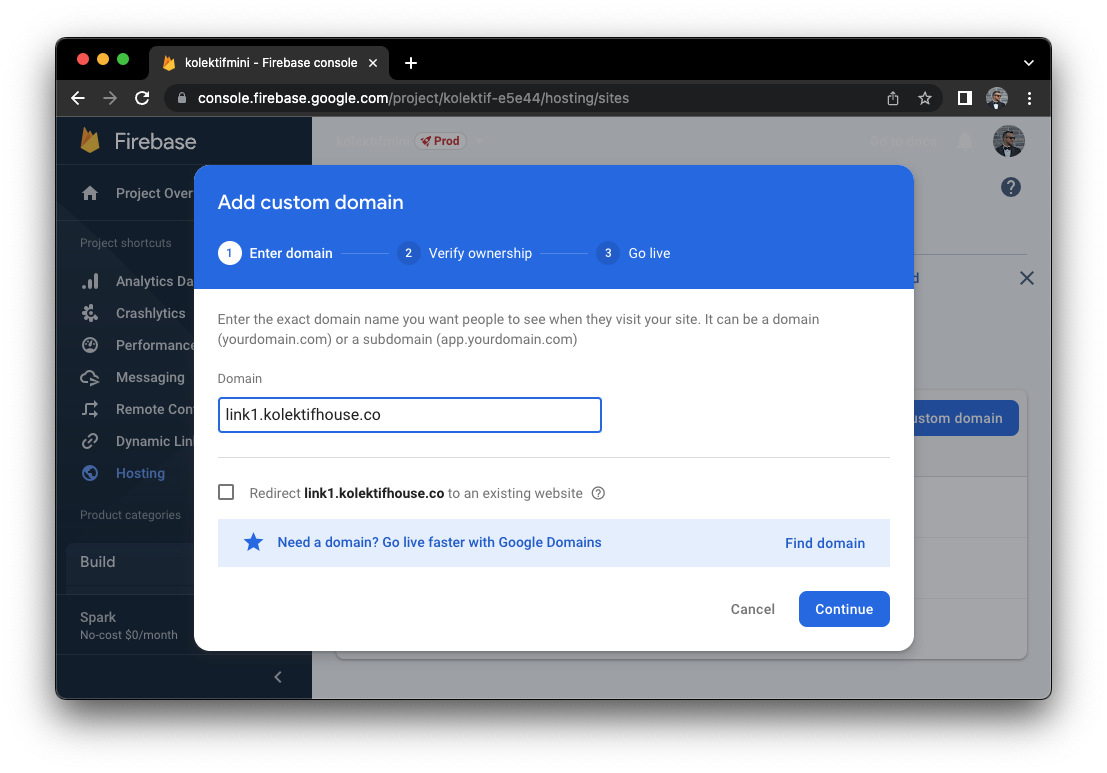 kolektifmini - Firebase console
console.firebase.google.com/project/kolektif-e5e44/hosting/sites
Firebase
kolektifmini
Prod
Go to docs
Project Over
Project shortcuts
Analytics Da
Crashlytics
Performance
Messaging
Remote Con
Dynamic Lin
Hosting
Product categories
Build
Spark
No-cost $0/month
Add custom domain
1 Enter domain
2 Verify ownership
3 Go live
Enter the exact domain name you want people to see when they visit your site. It can be a domain
(yourdomain.com) or a subdomain (app.yourdomain.com)
Domain
link1.kolektifhouse.co
Redirect link1.kolektifhouse.co to an existing website
Need a domain? Go live faster with Google Domains
Find domain
Cancel
Continue
d
ustom domain